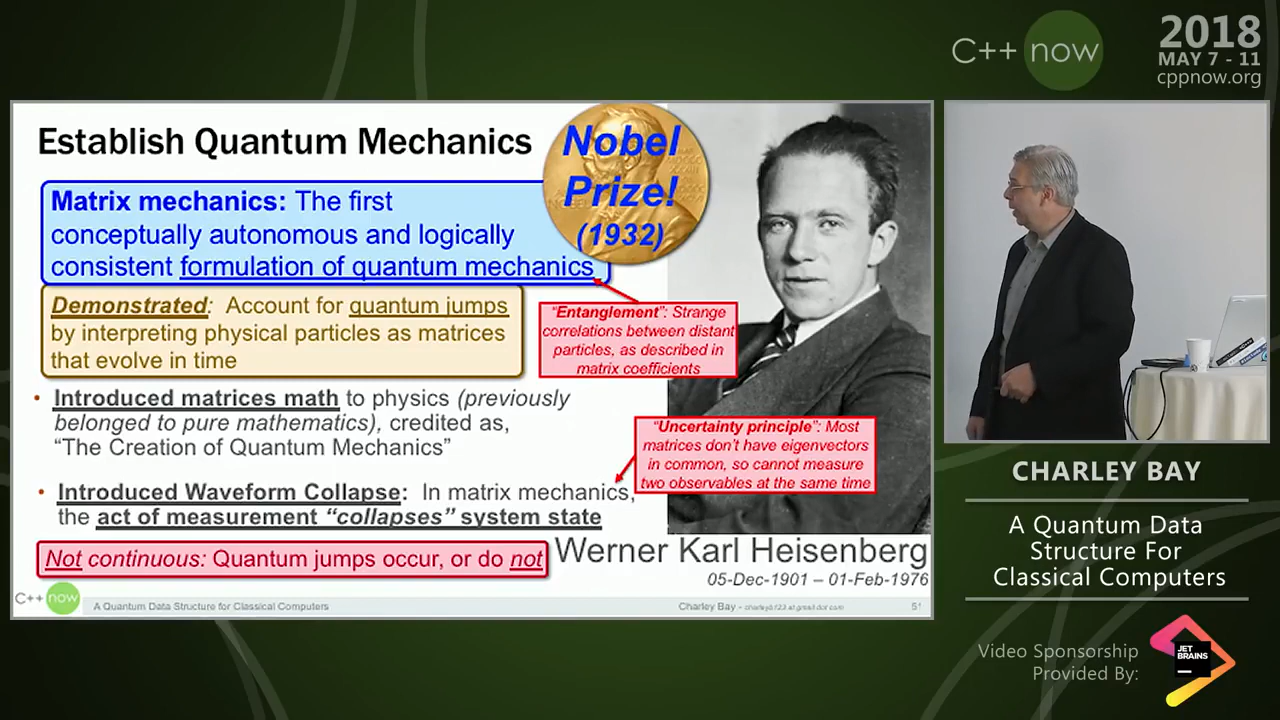 C++ now
2018
MAY 7 - 11
cppnow.org
Establish Quantum Mechanics
Nobel
Prize!
(1932)
Matrix mechanics: The first
conceptually autonomous and logically
consistent formulation of quantum mechanics
Demonstrated: Account for quantum jumps
by interpreting physical particles as matrices
that evolve in time
"Entanglement": Strange
correlations between distant
particles, as described in
matrix coefficients
• Introduced matrices math to physics (previously
belonged to pure mathematics), credited as,
"The Creation of Quantum Mechanics"
"Uncertainty principle": Most
matrices don't have eigenvectors
in common, so cannot measure
two observables at the same time
• Introduced Waveform Collapse: In matrix mechanics,
the act of measurement "collapses" system state
Not continuous: Quantum jumps occur, or do not
Werner Karl Heisenberg
05-Dec-1901 – 01-Feb-1976
C++ now
A Quantum Data Structure for Classical Computers
Charley Bay - charleyb123 at gmail dot com
51
CHARLEY BAY
A Quantum Data
Structure For
Classical Computers
Video Sponsorship
Provided By:
JET
BRAINS